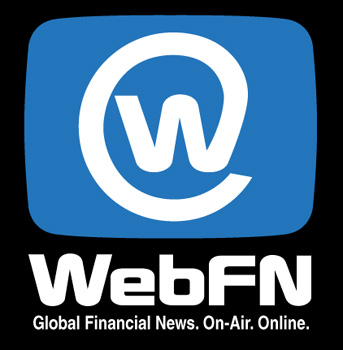 W
WebFN
Global Financial News. On-Air. Online.